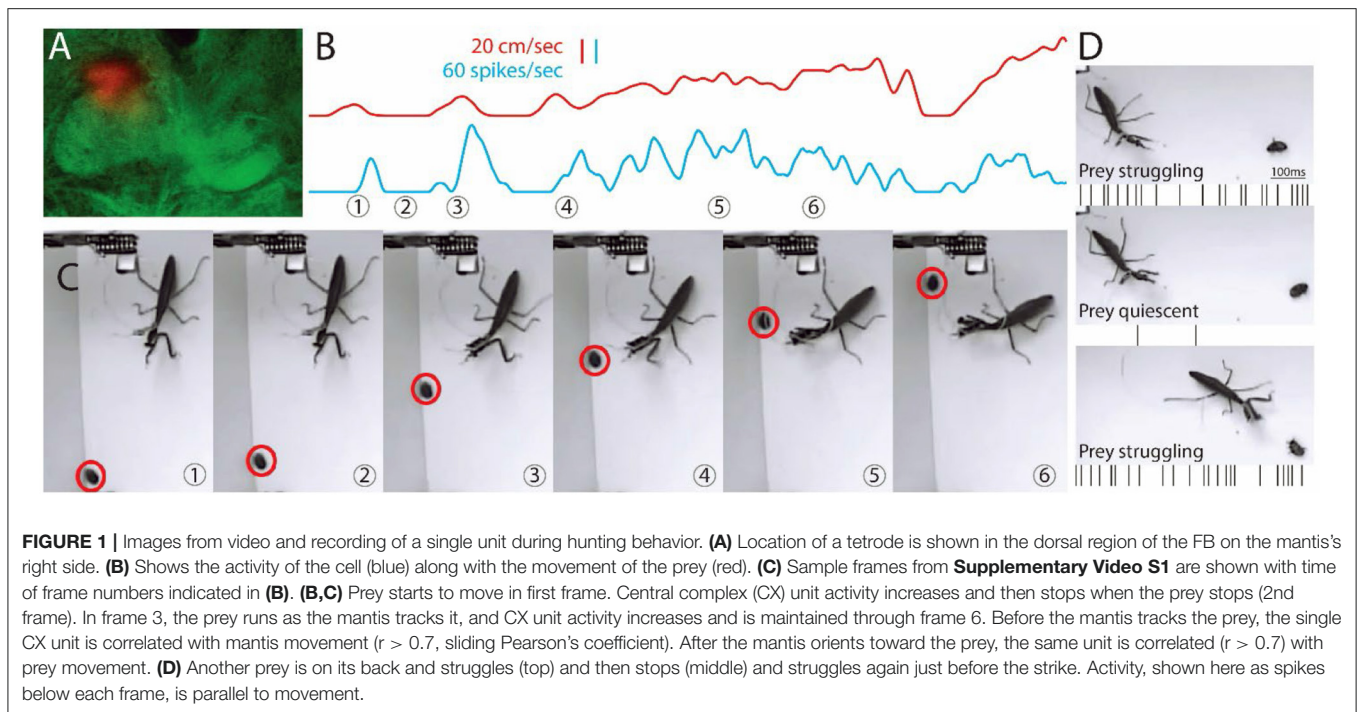 A
B
20 cm/sec
60 spikes/sec
① ② ③ ④ ⑤ ⑥
C
① ② ③ ④ ⑤ ⑥
D
Prey struggling
100ms
Prey quiescent
Prey struggling
FIGURE 1 | Images from video and recording of a single unit during hunting behavior. (A) Location of a tetrode is shown in the dorsal region of the FB on the mantis's
right side. (B) Shows the activity of the cell (blue) along with the movement of the prey (red). (C) Sample frames from Supplementary Video S1 are shown with time
of frame numbers indicated in (B). (B,C) Prey starts to move in first frame. Central complex (CX) unit activity increases and then stops when the prey stops (2nd
frame). In frame 3, the prey runs as the mantis tracks it, and CX unit activity increases and is maintained through frame 6. Before the mantis tracks the prey, the single
CX unit is correlated with mantis movement (r > 0.7, sliding Pearson's coefficient). After the mantis orients toward the prey, the same unit is correlated (r > 0.7) with
prey movement. (D) Another prey is on its back and struggles (top) and then stops (middle) and struggles again just before the strike. Activity, shown here as spikes
below each frame, is parallel to movement.